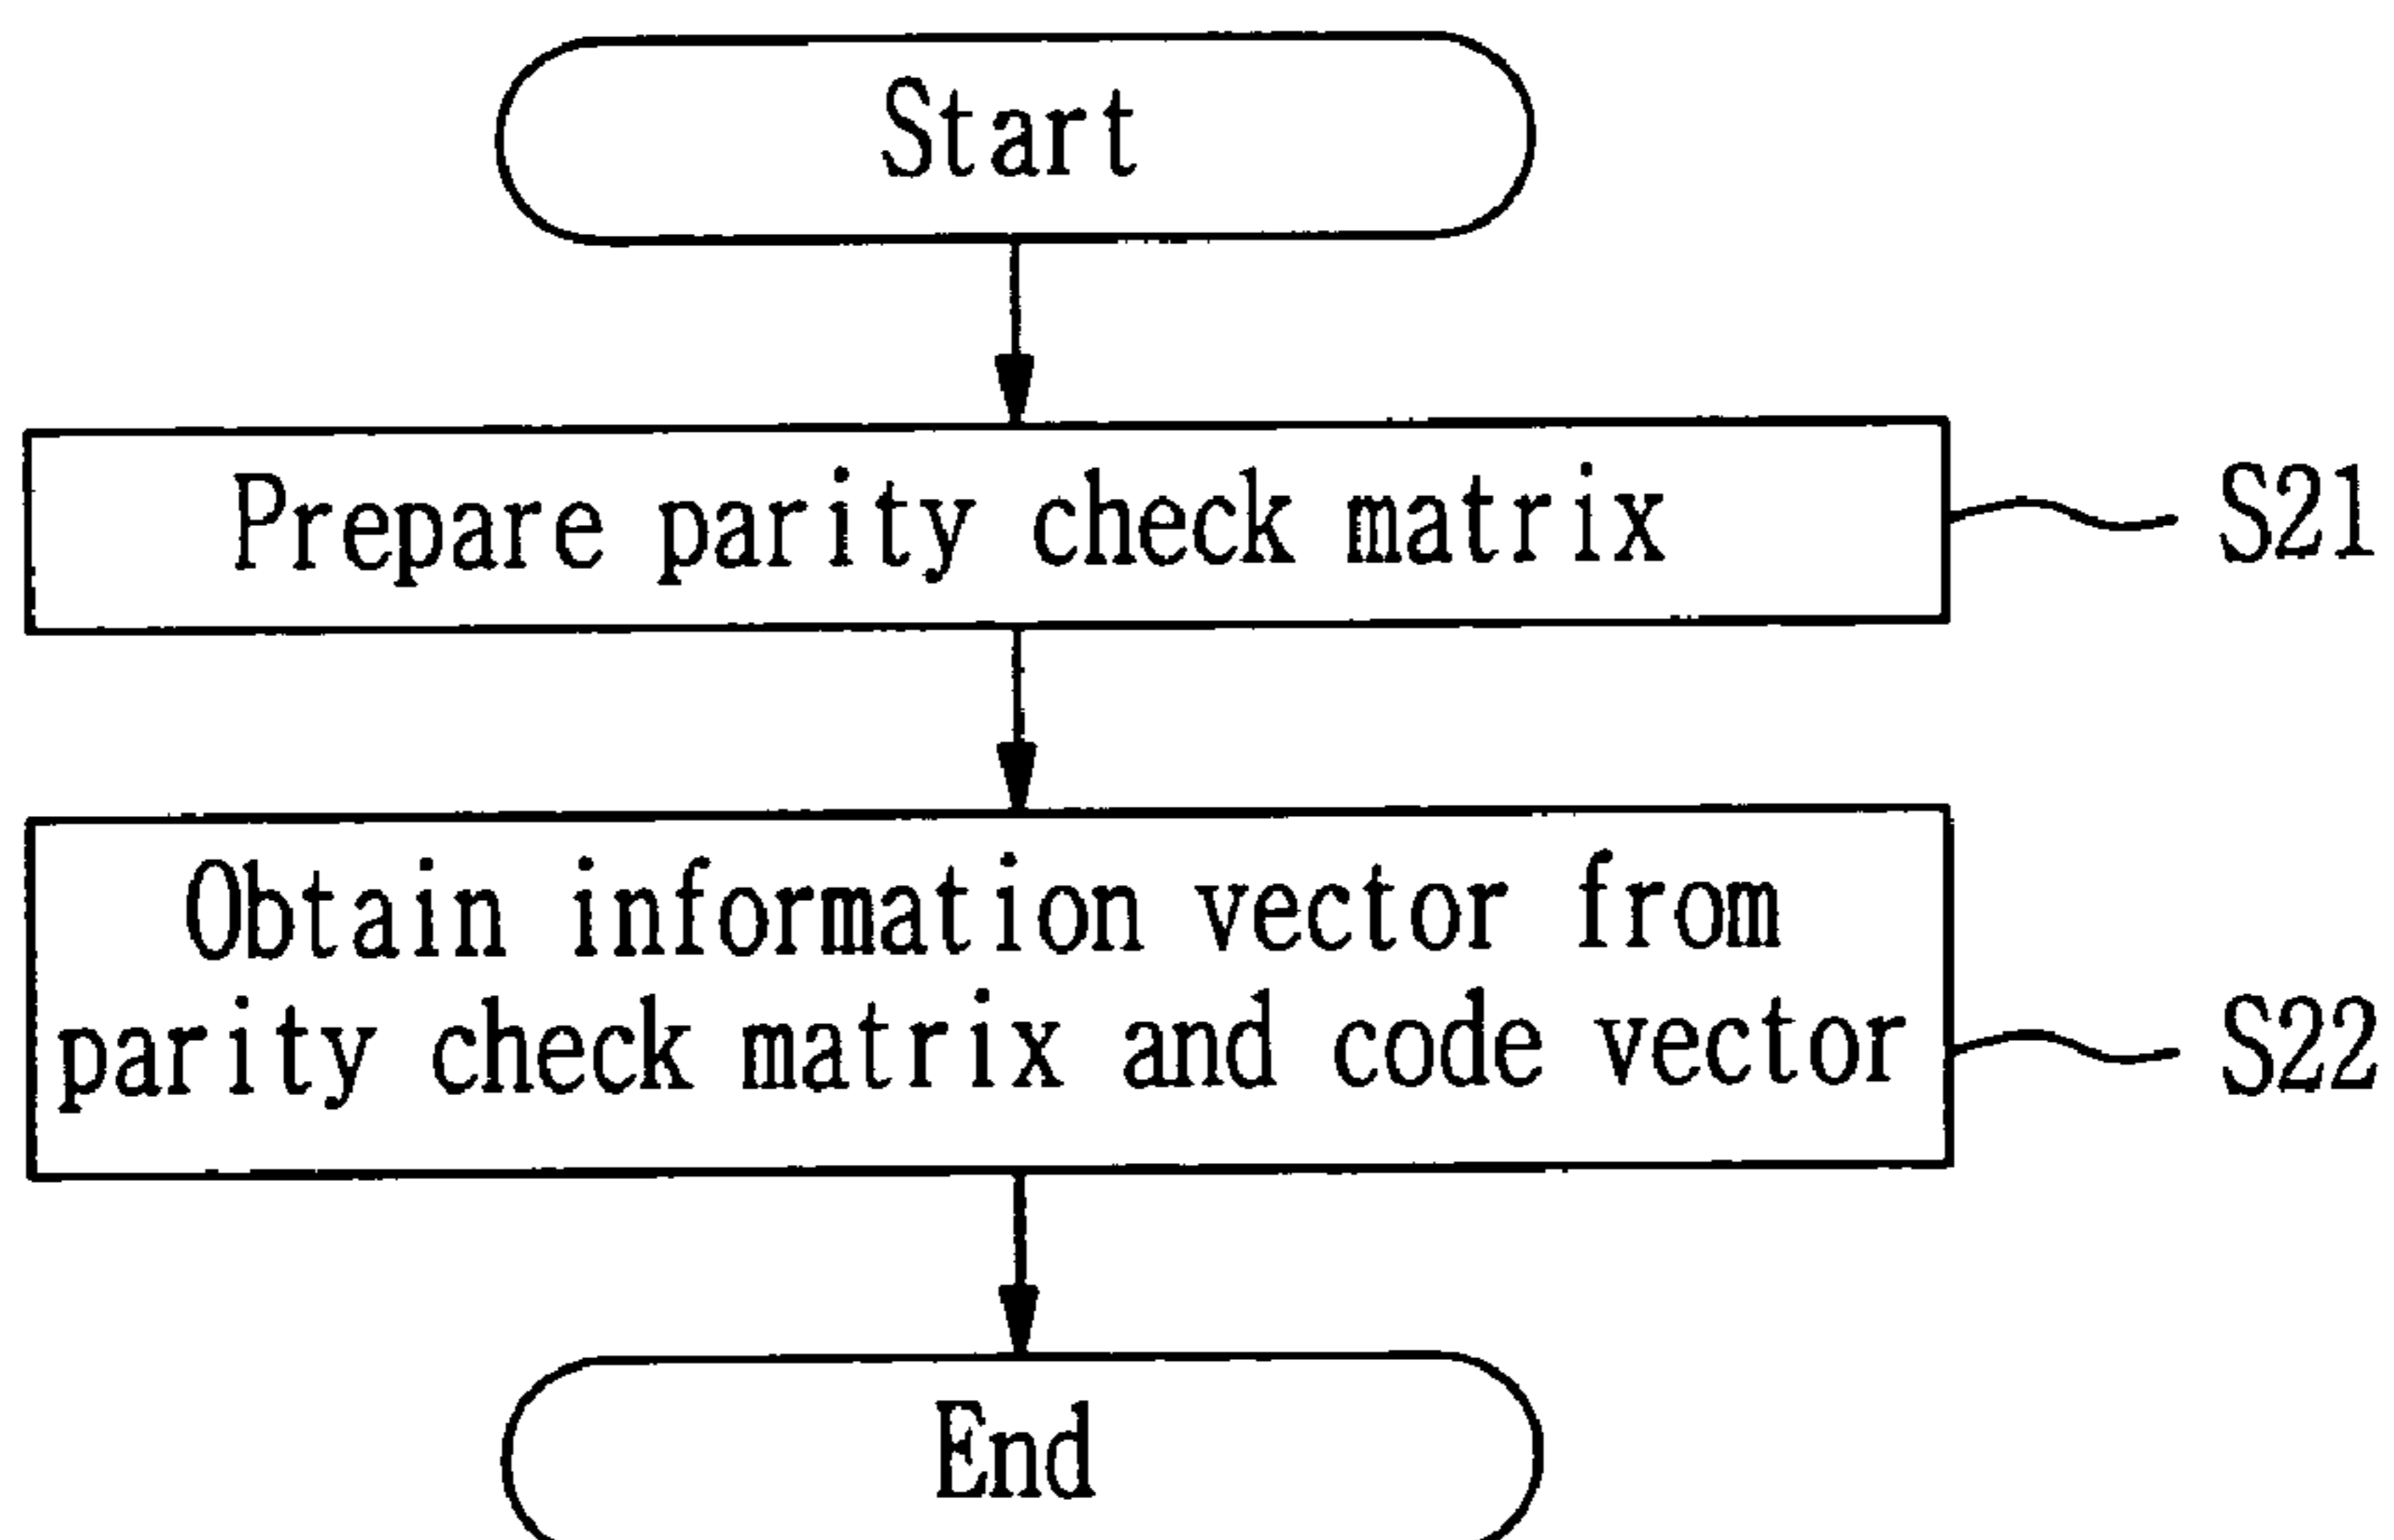 Start
Prepare parity check matrix
S21
Obtain information vector from
parity check matrix and code vector
S22
End